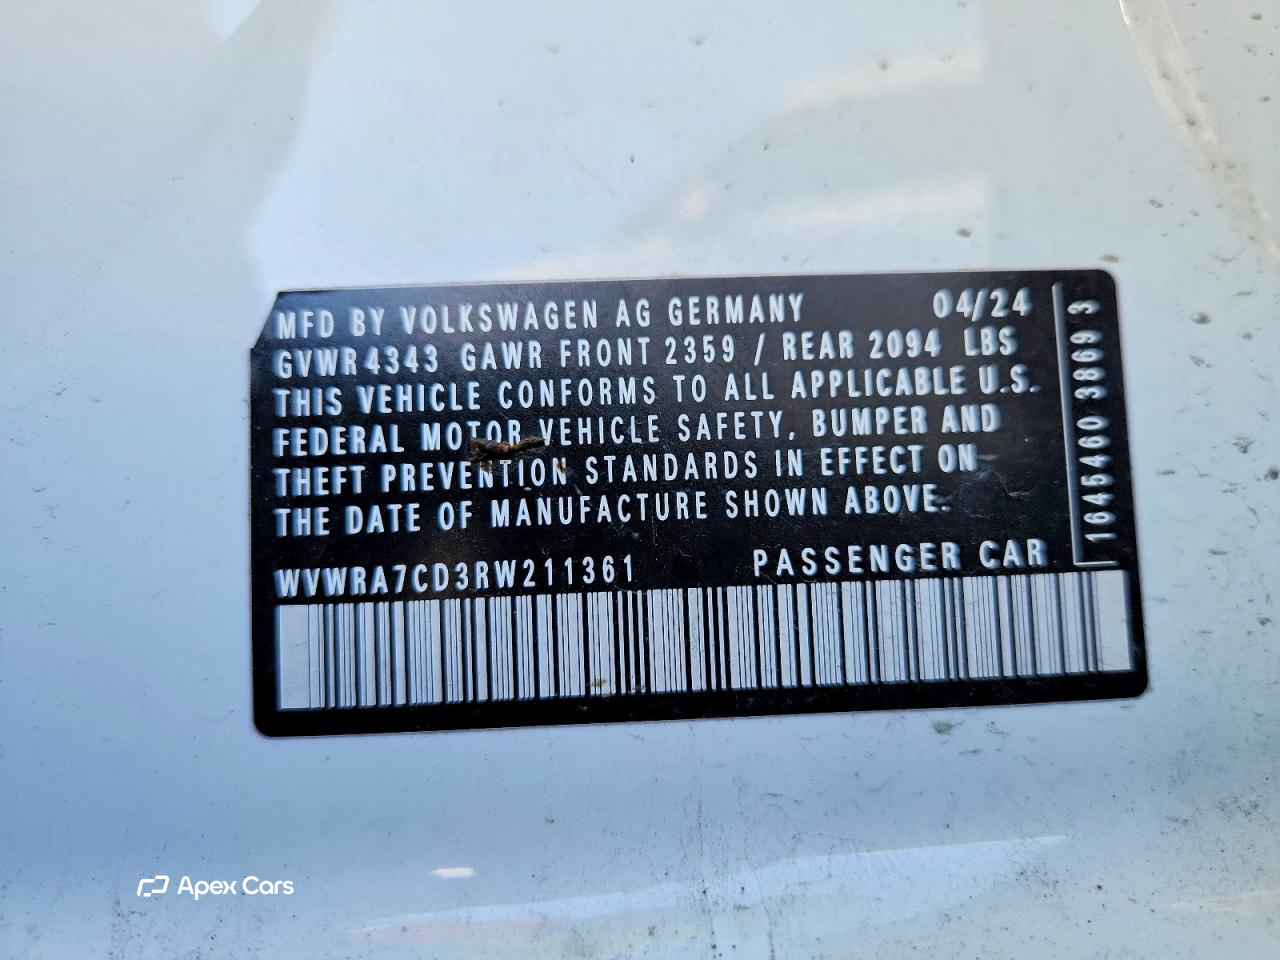 MFD BY VOLKSWAGEN AG GERMANY 04/24
GVWR 4343 GAWR FRONT 2359 / REAR 2094 LBS
THIS VEHICLE CONFORMS TO ALL APPLICABLE U.S.
FEDERAL MOTOR VEHICLE SAFETY, BUMPER AND
THEFT PREVENTION STANDARDS IN EFFECT ON
THE DATE OF MANUFACTURE SHOWN ABOVE.
WVWRA7CD3RW211361 PASSENGER CAR
1645460 3869 3
Apex Cars